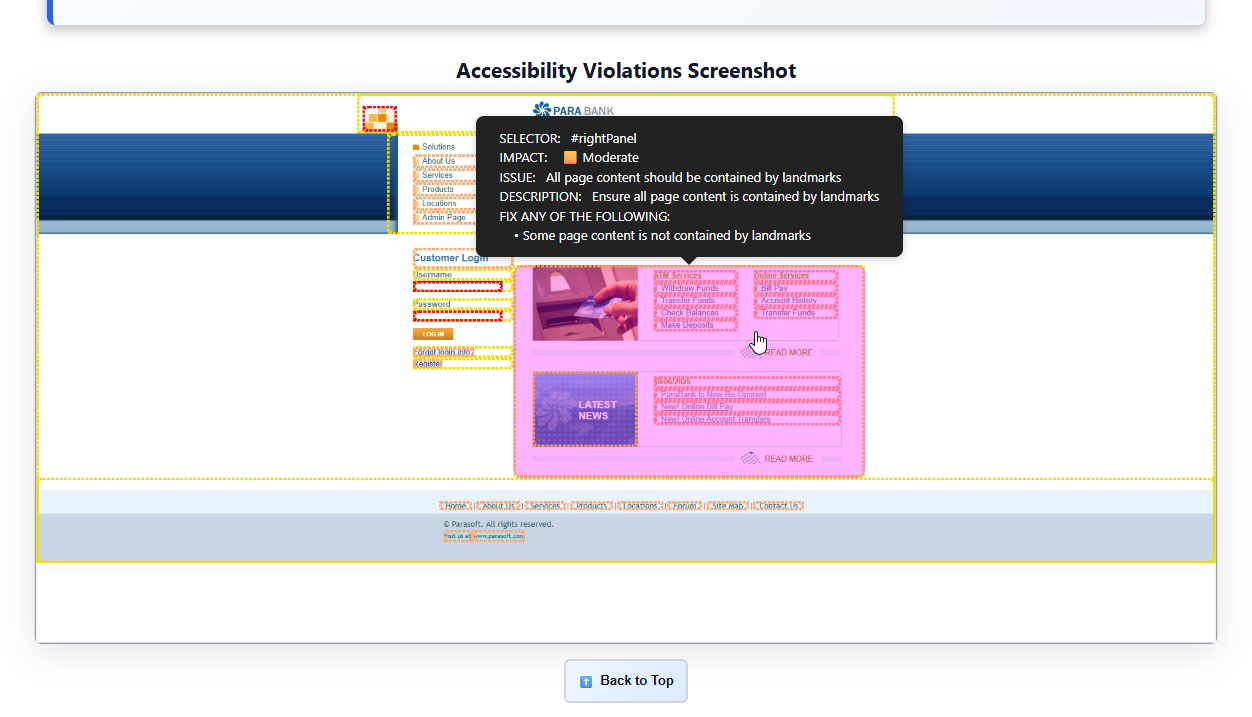 Accessibility Violations Screenshot
PARA BANK
SELECTOR: #rightPanel
IMPACT: Moderate
ISSUE: All page content should be contained by landmarks
DESCRIPTION: Ensure all page content is contained by landmarks
FIX ANY OF THE FOLLOWING:
• Some page content is not contained by landmarks
Solutions
About Us
Services
Products
Locations
Admin Page
Customer Login
Username
Password
LOG IN
Forgot login info?
Register
ATM Services
Withdraw Funds
Transfer Funds
Check Balances
Make Deposits
Online Services
Bill Pay
Account History
Transfer Funds
READ MORE
LATEST
NEWS
ParaBank Is Now Re-Opened
New! Online Bill Pay
New! Online Account Transfers
READ MORE
Home | About Us | Services | Products | Locations | Forum | Site Map | Contact Us
© Parasoft. All rights reserved.
Visit us at www.parasoft.com
Back to Top